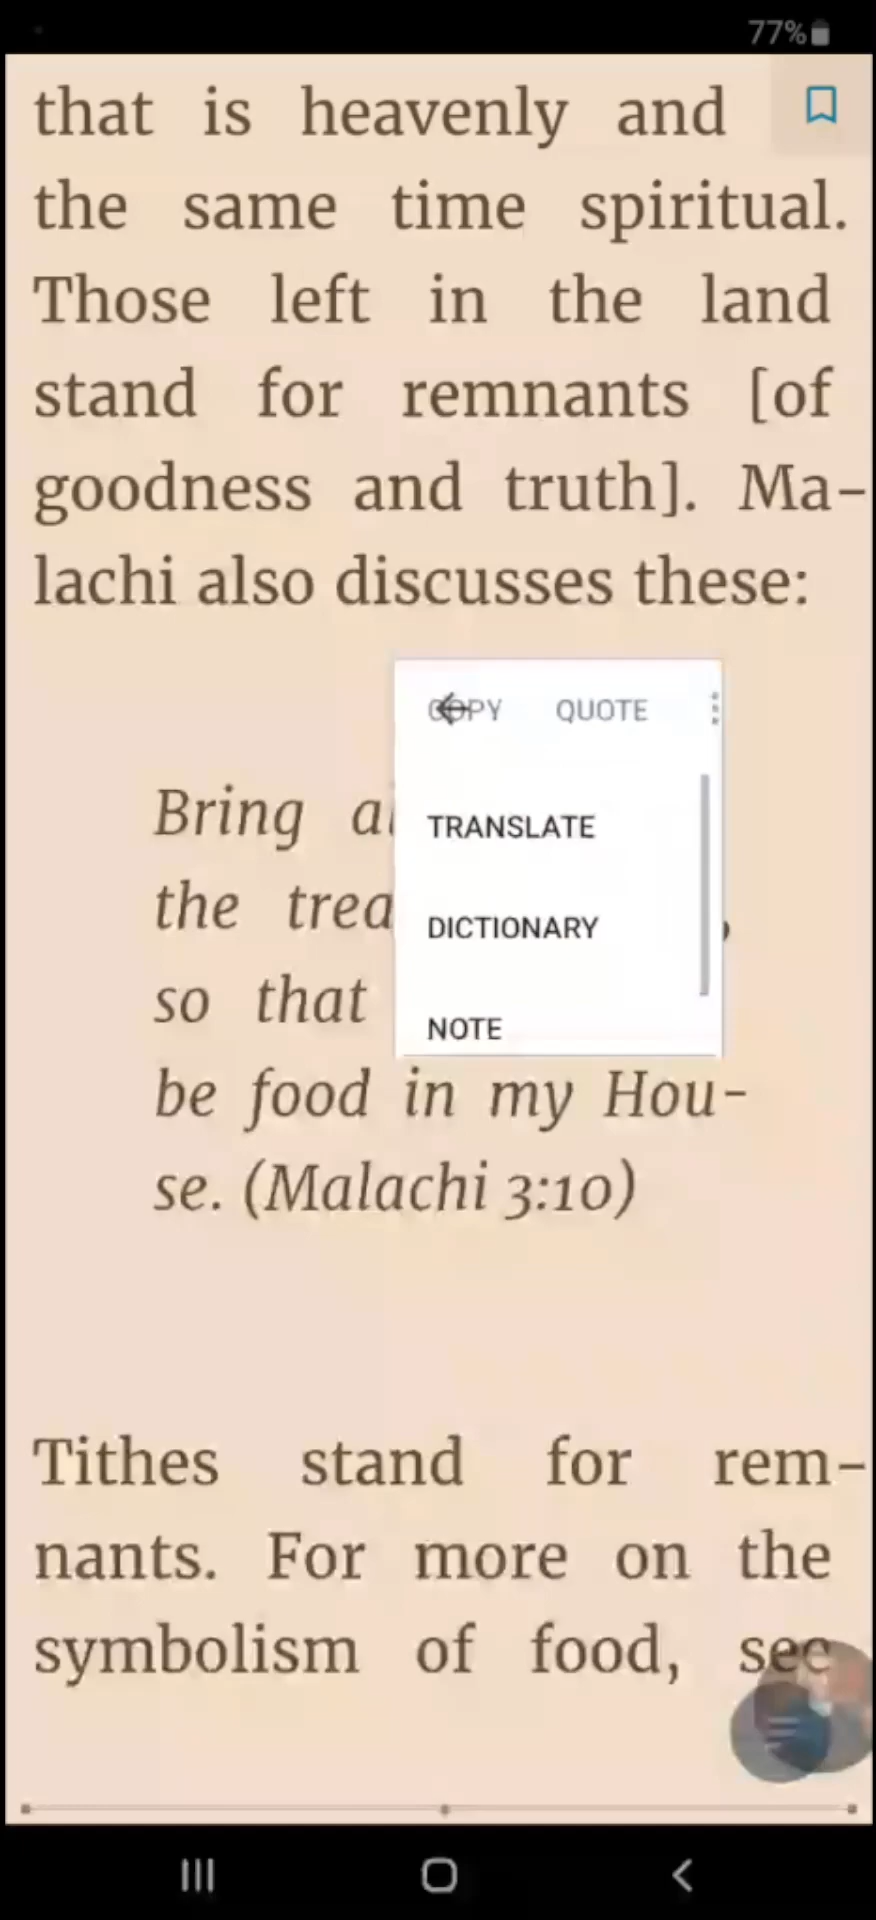 77%
that is heavenly and
the same time spiritual.
Those left in the land
stand for remnants [of
goodness and truth]. Ma-
lachi also discusses these:
COPY QUOTE
Bring
TRANSLATE
the
DICTIONARY
so that
NOTE
be food in my Hou-
se. (Malachi 3:10)
Tithes stand for rem-
nants. For more on the
symbolism of food, see